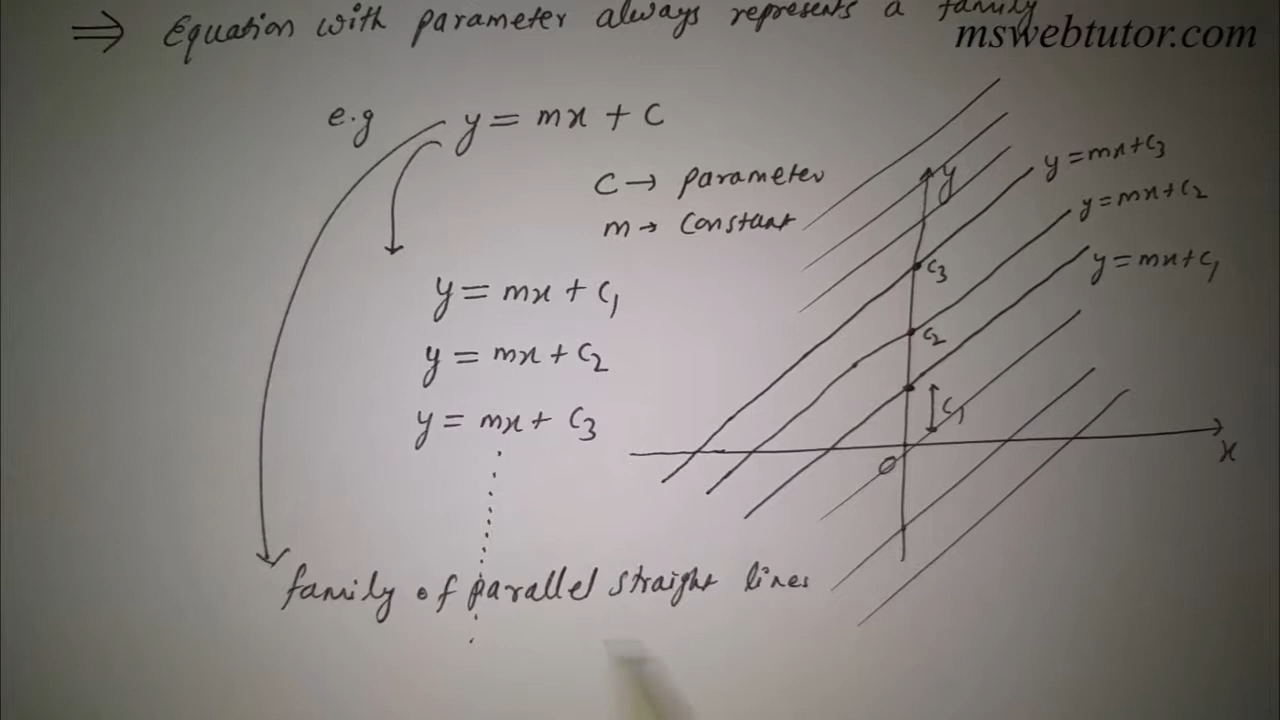 ⇒ Equation with parameter always represents a family
mswebtutor.com
e.g y = mx + c
c → parameter
m → constant
y = mx + c₁
y = mx + c₂
y = mx + c₃
family of parallel straight lines
y
y = mx + c₃
y = mx + c₂
y = mx + c₁
c₃
c₂
c₁
O
x